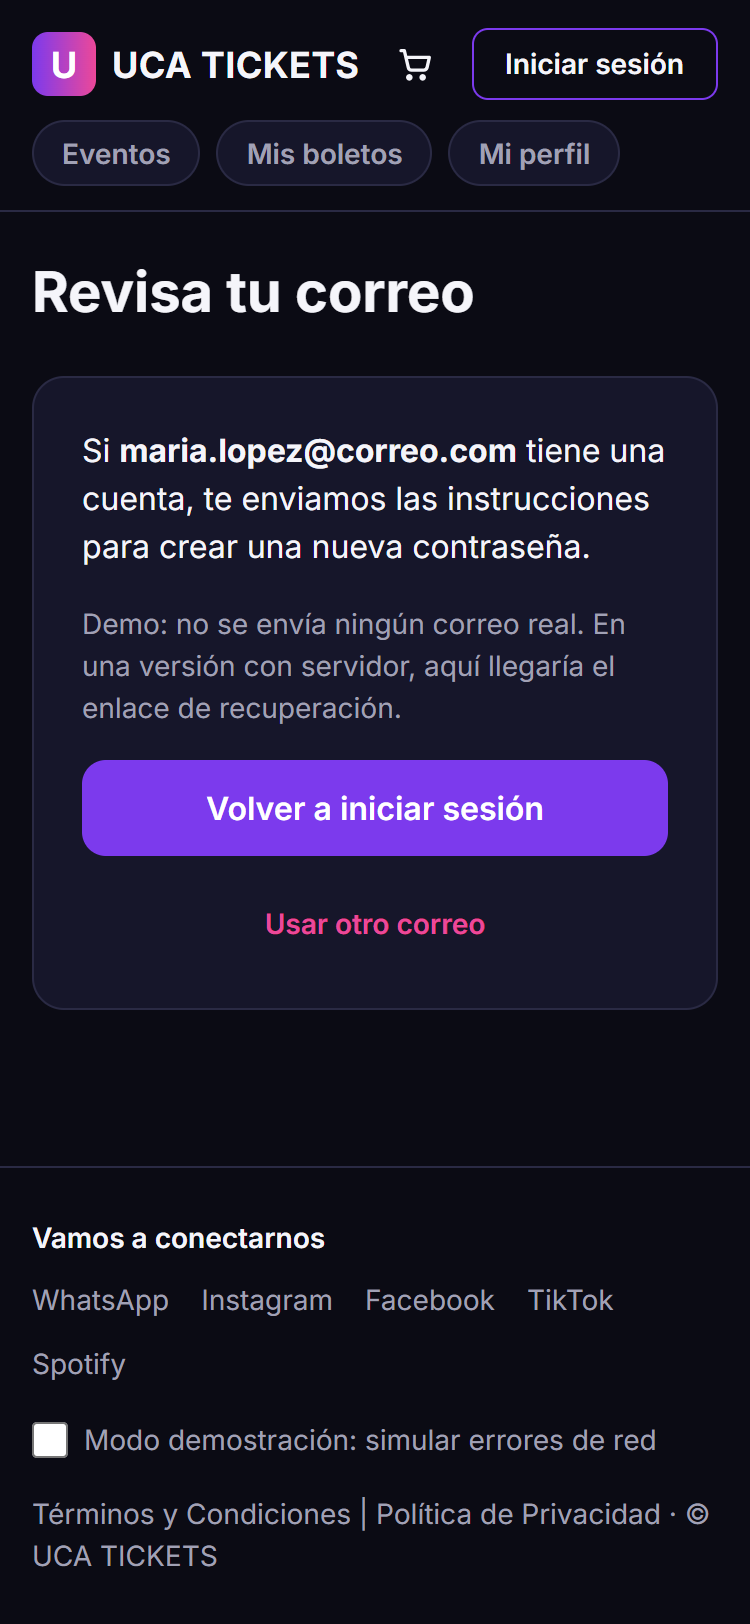 U UCA TICKETS Iniciar sesión
Eventos Mis boletos Mi perfil
Revisa tu correo
Si maria.lopez@correo.com tiene una
cuenta, te enviamos las instrucciones
para crear una nueva contraseña.
Demo: no se envía ningún correo real. En
una versión con servidor, aquí llegaría el
enlace de recuperación.
Volver a iniciar sesión
Usar otro correo
Vamos a conectarnos
WhatsApp Instagram Facebook TikTok
Spotify
Modo demostración: simular errores de red
Términos y Condiciones | Política de Privacidad · ©
UCA TICKETS